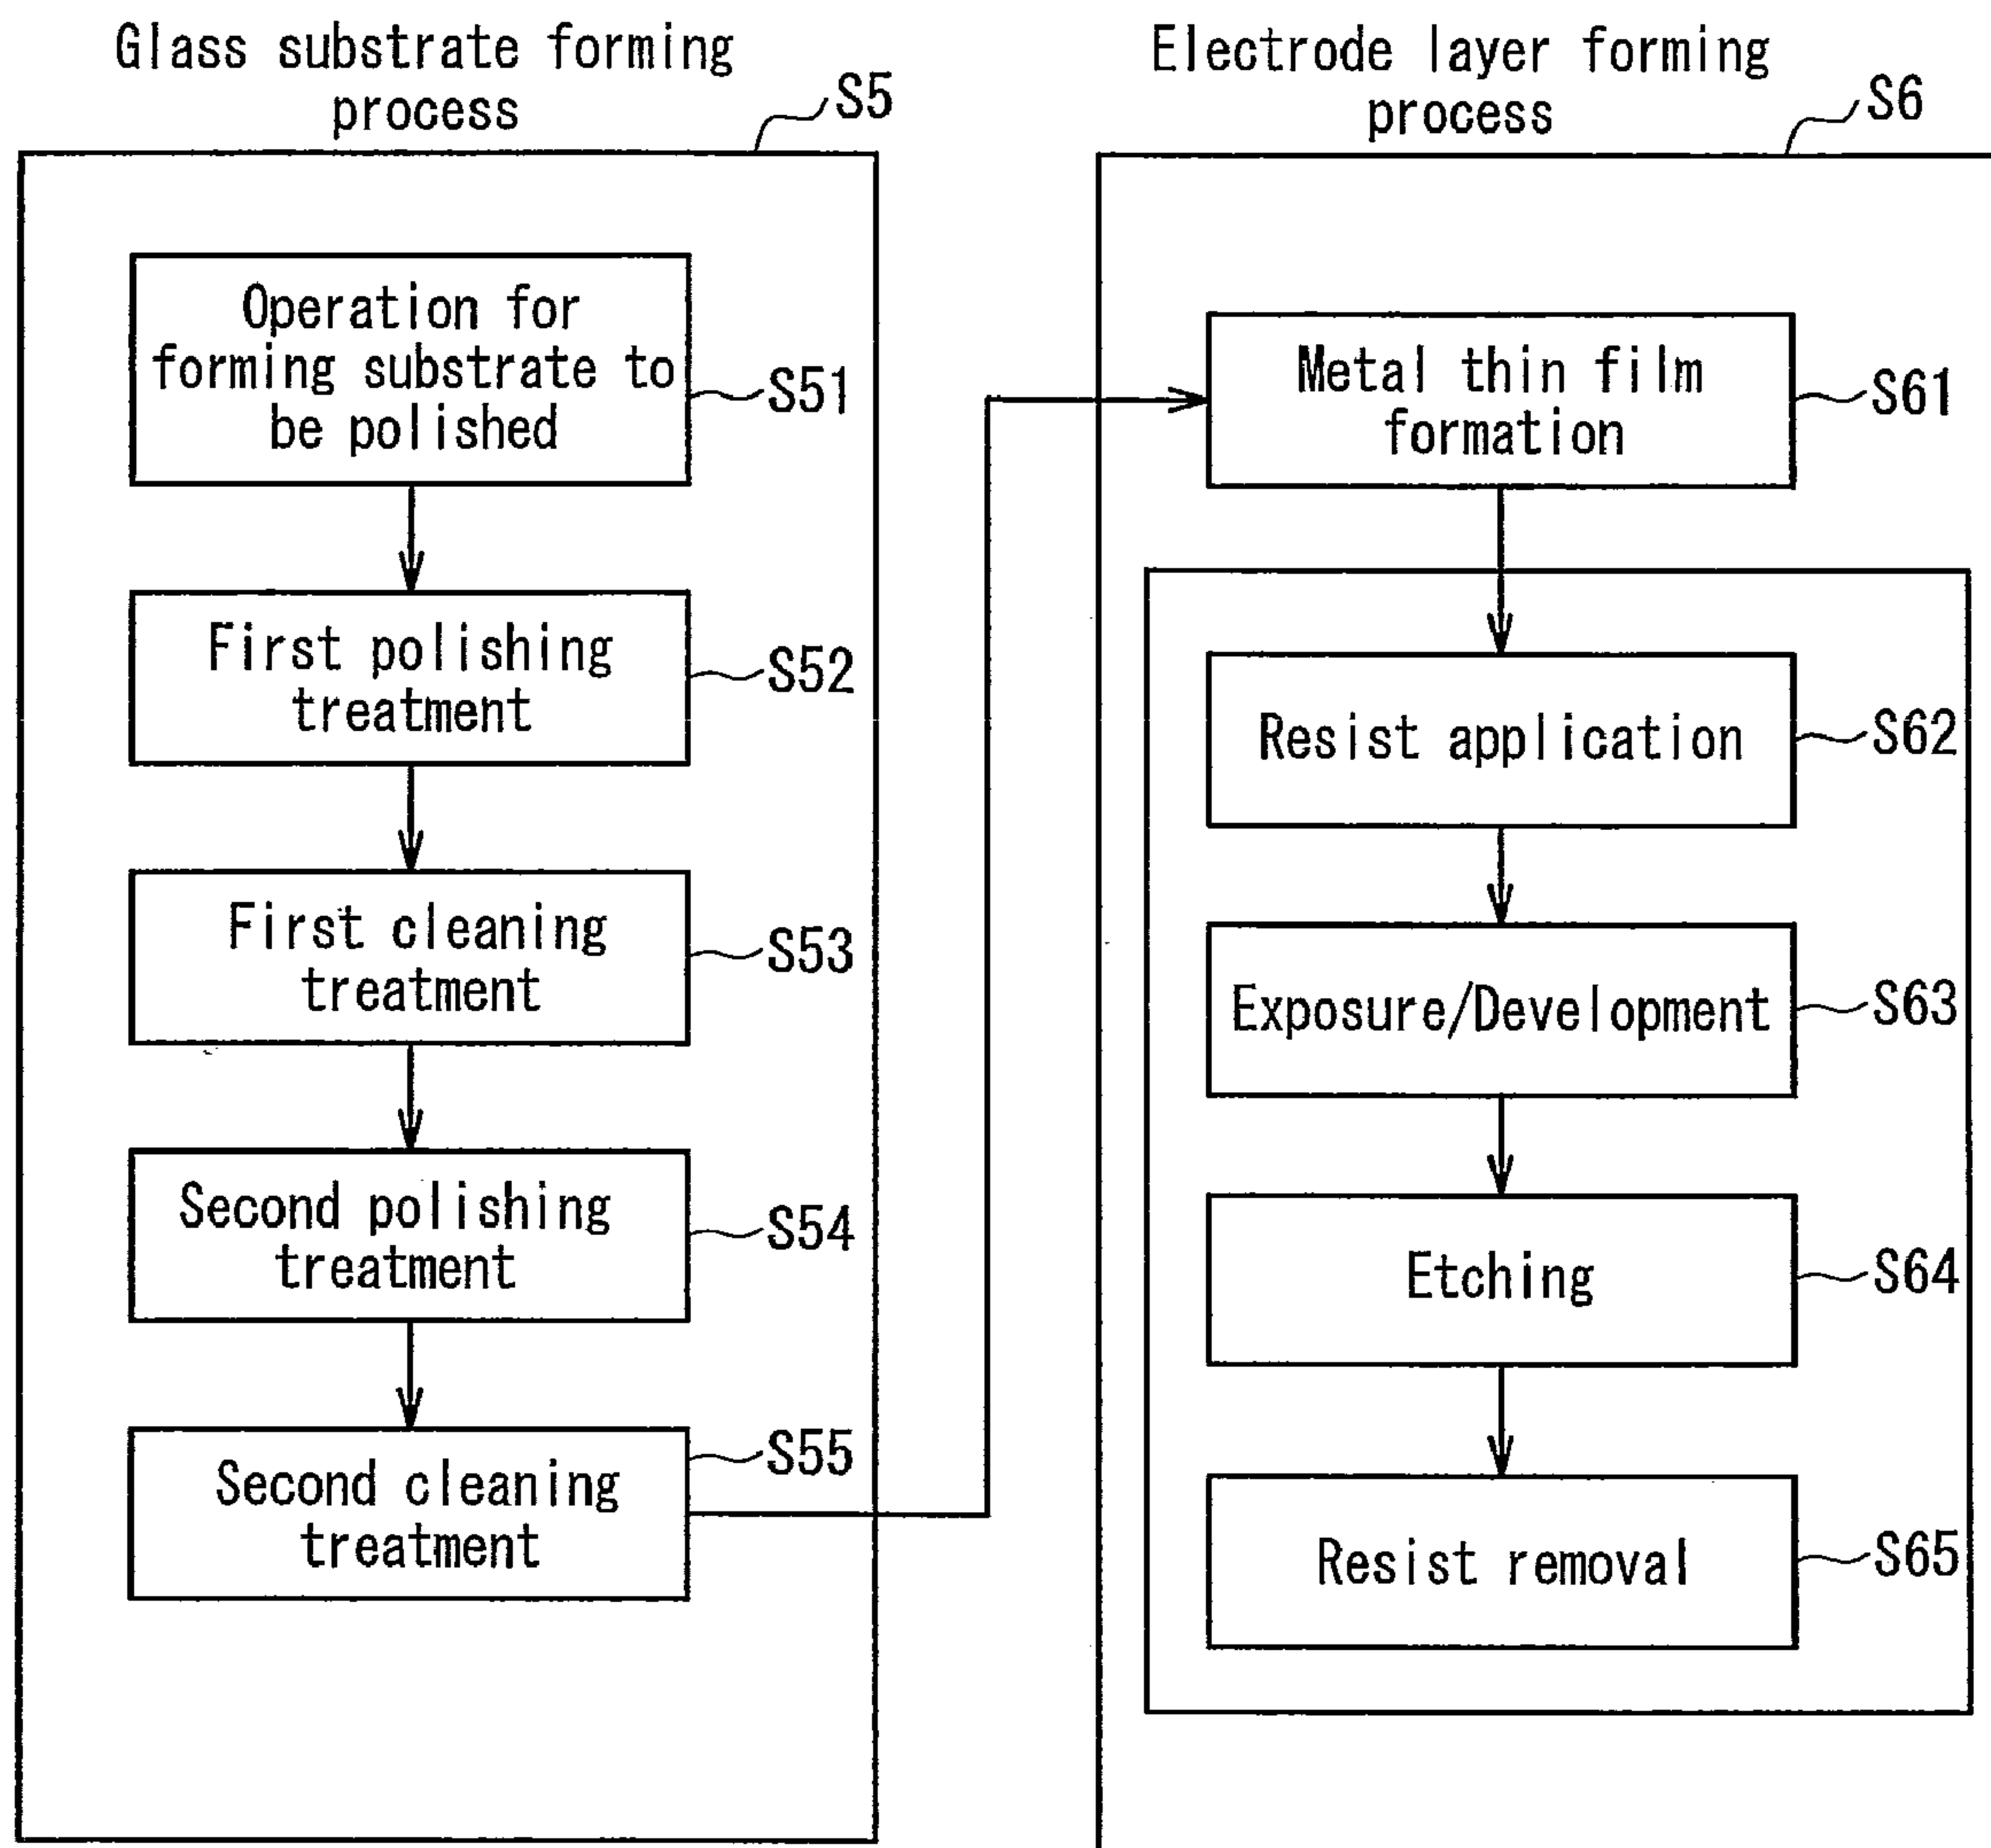 Glass substrate forming
process
S5
Operation for
forming substrate to
be polished
S51
First polishing
treatment
S52
First cleaning
treatment
S53
Second polishing
treatment
S54
Second cleaning
treatment
S55
Electrode layer forming
process
S6
Metal thin film
formation
S61
Resist application
S62
Exposure/Development
S63
Etching
S64
Resist removal
S65